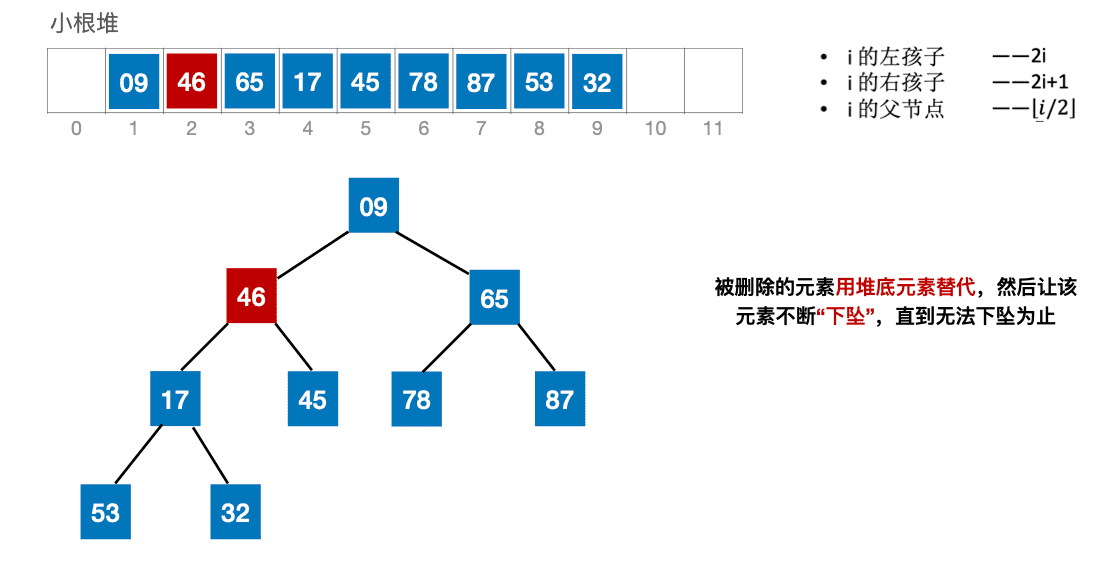 小根堆
09 46 65 17 45 78 87 53 32
0 1 2 3 4 5 6 7 8 9 10 11
• i 的左孩子 ——2i
• i 的右孩子 ——2i+1
• i 的父节点 ——⌊i/2⌋
09
46 65
17 45 78 87
53 32
被删除的元素用堆底元素替代，然后让该
元素不断“下坠”，直到无法下坠为止